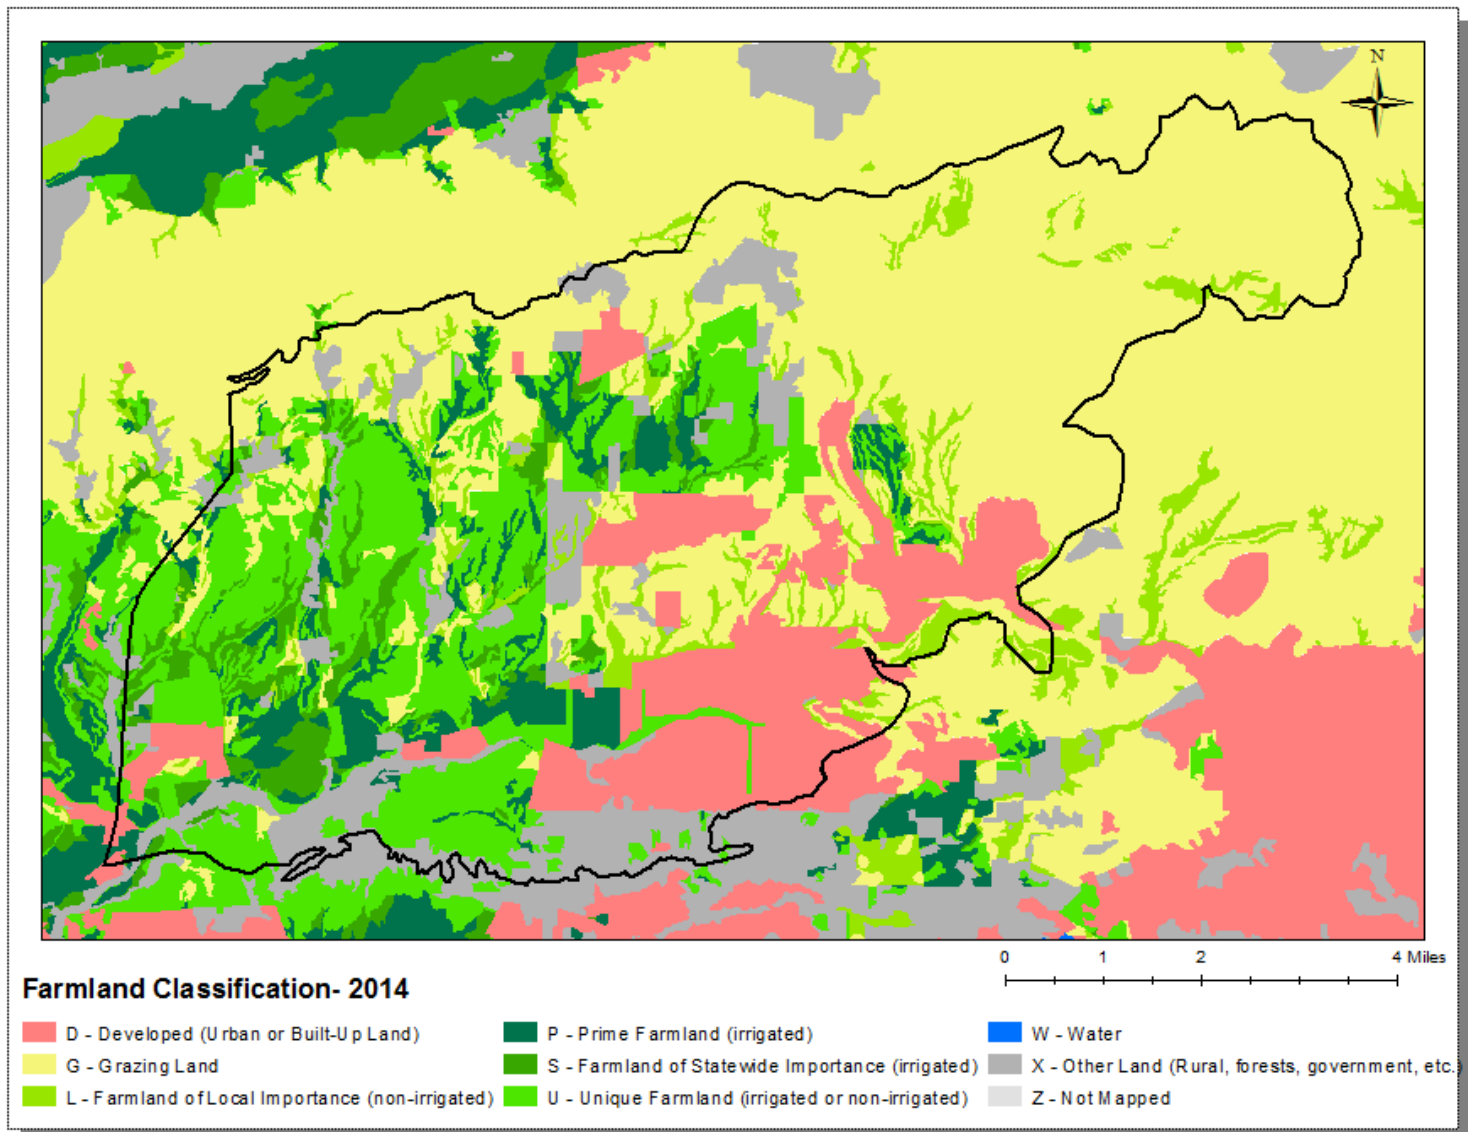 N
0 1 2 4 Miles
Farmland Classification- 2014
D - Developed (Urban or Built-Up Land)
G - Grazing Land
L - Farmland of Local Importance (non-irrigated)
P - Prime Farmland (irrigated)
S - Farmland of Statewide Importance (irrigated)
U - Unique Farmland (irrigated or non-irrigated)
W - Water
X - Other Land (Rural, forests, government, etc.)
Z - Not Mapped